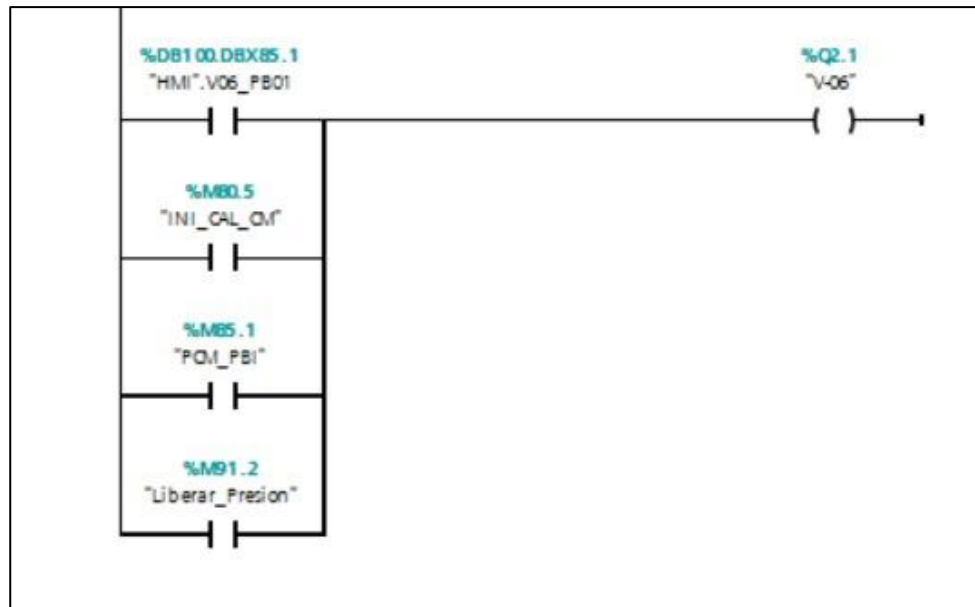 %DB100.DBX85.1
"HMI".V06_PB01
%Q2.1
"V-06"
%M80.5
"INI_CAL_CM"
%M85.1
"PCM_PBI"
%M91.2
"Liberar_Presion"